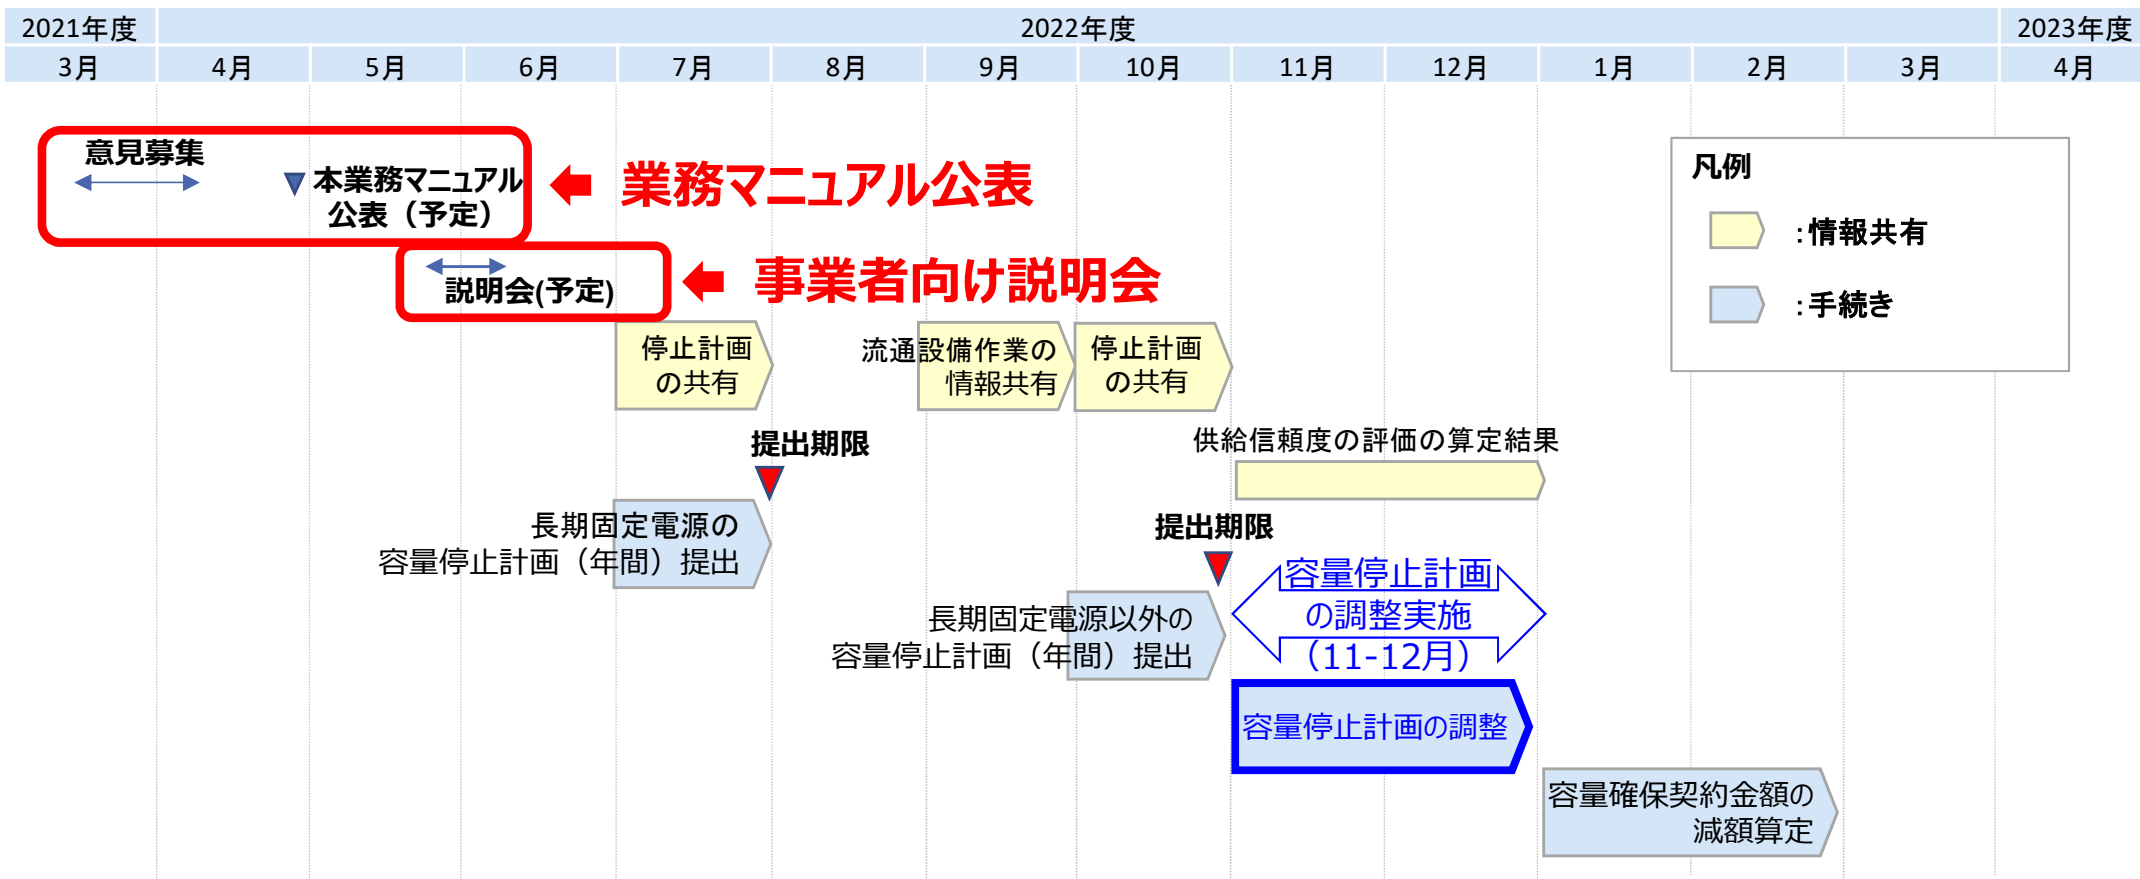 2021年度
2022年度
2023年度
3月
4月
5月
6月
7月
8月
9月
10月
11月
12月
1月
2月
3月
4月
意見募集
本業務マニュアル
公表（予定）
業務マニュアル公表
説明会(予定)
事業者向け説明会
凡例
：情報共有
：手続き
停止計画
の共有
流通設備作業の
情報共有
停止計画
の共有
提出期限
供給信頼度の評価の算定結果
長期固定電源の
容量停止計画（年間）提出
提出期限
長期固定電源以外の
容量停止計画（年間）提出
容量停止計画
の調整実施
（11-12月）
容量停止計画の調整
容量確保契約金額の
減額算定